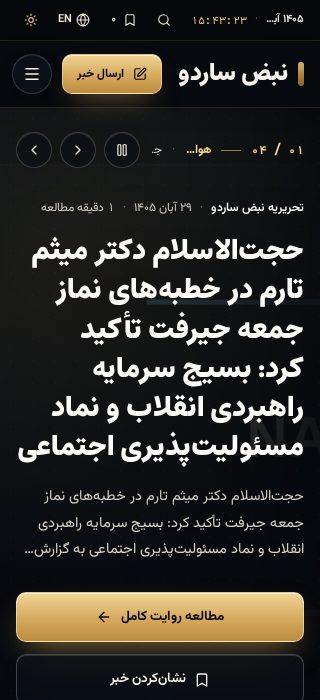 ۱۴۰۵ آبـ... · ۱۵:۴۳:۲۳ ۰ EN
نبض ساردو ارسال خبر
۰۱ / ۰۴ هوا... · جـ..
تحریریه نبض ساردو · ۲۹ آبان ۱۴۰۵ · ۱ دقیقه مطالعه
حجت‌الاسلام دکتر میثم
تارم در خطبه‌های نماز
جمعه جیرفت تأکید
کرد: بسیج سرمایه
راهبردی انقلاب و نماد
مسئولیت‌پذیری اجتماعی
حجت‌الاسلام دکتر میثم تارم در خطبه‌های نماز
جمعه جیرفت تأکید کرد: بسیج سرمایه راهبردی
انقلاب و نماد مسئولیت‌پذیری اجتماعی به گزارش...
مطالعه روایت کامل
نشان‌کردن خبر